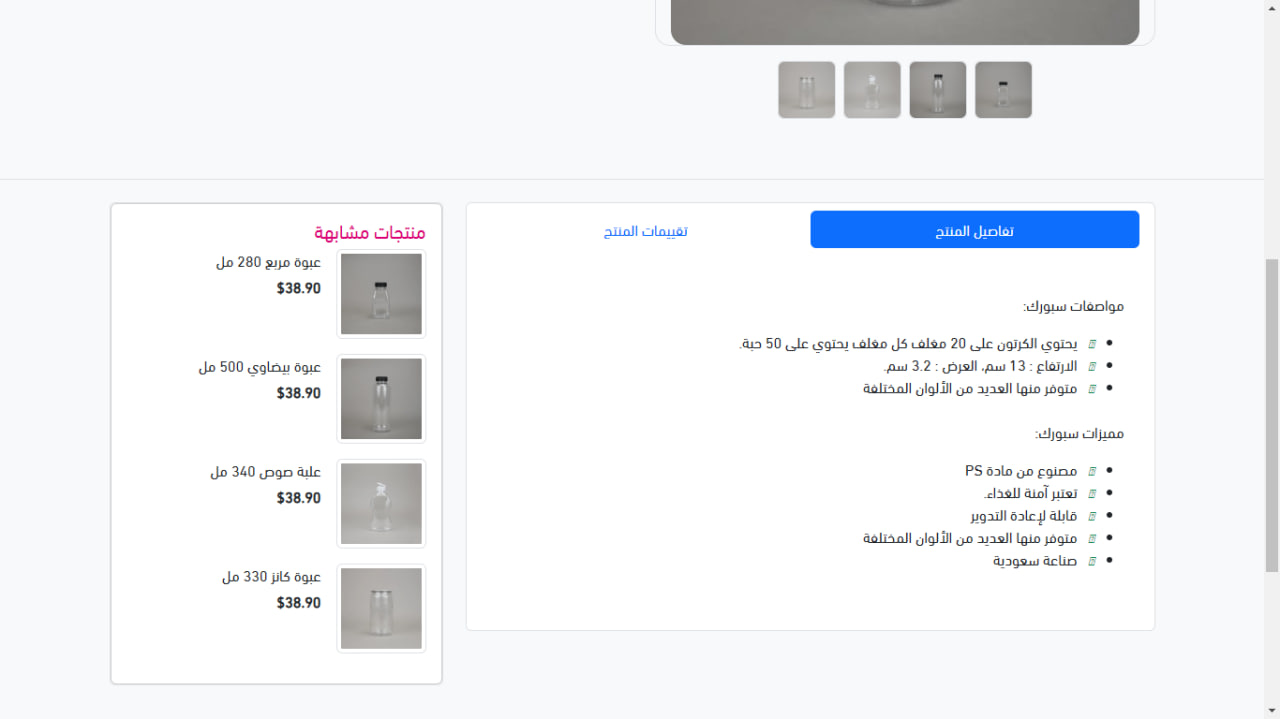 تفاصيل المنتج
تقييمات المنتج
مواصفات سبورك:
يحتوي الكرتون على 20 مغلف كل مغلف يحتوي على 50 حبة.
الارتفاع : 13 سم، العرض : 3.2 سم.
متوفر منها العديد من الألوان المختلفة
مميزات سبورك:
مصنوع من مادة PS
تعتبر آمنة للغذاء.
قابلة لإعادة التدوير
متوفر منها العديد من الألوان المختلفة
صناعة سعودية
منتجات مشابهة
عبوة مربع 280 مل
$38.90
عبوة بيضاوي 500 مل
$38.90
علبة صوص 340 مل
$38.90
عبوة كانز 330 مل
$38.90